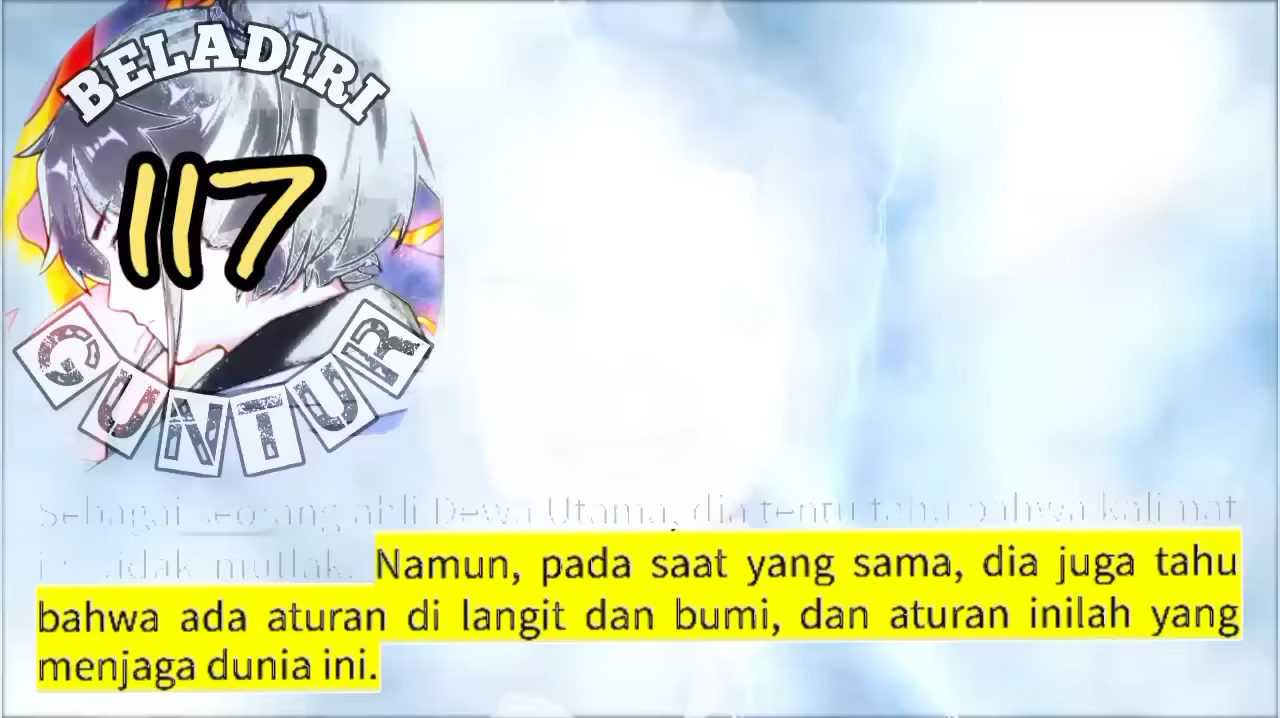 BELADIRI
117
GUNTUR
Sebagai seorang ahli Dewa Utama, dia tentu tahu bahwa kalimat
tidak mutlak. Namun, pada saat yang sama, dia juga tahu
bahwa ada aturan di langit dan bumi, dan aturan inilah yang
menjaga dunia ini.